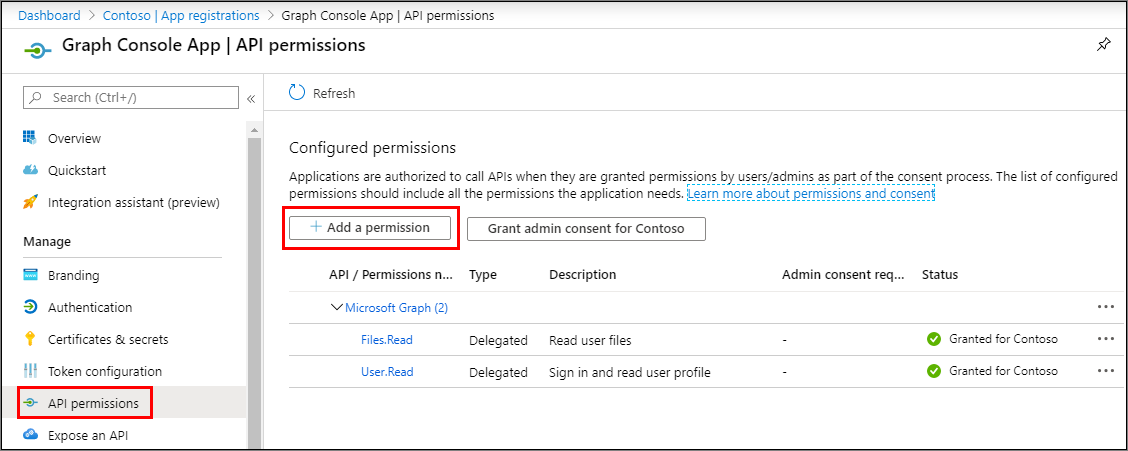 Dashboard > Contoso | App registrations > Graph Console App | API permissions
Graph Console App | API permissions
Search (Ctrl+/)
«
Overview
Quickstart
Integration assistant (preview)
Manage
Branding
Authentication
Certificates & secrets
Token configuration
API permissions
Expose an API
Refresh
Configured permissions
Applications are authorized to call APIs when they are granted permissions by users/admins as part of the consent process. The list of configured
permissions should include all the permissions the application needs. Learn more about permissions and consent
+ Add a permission
Grant admin consent for Contoso
API / Permissions n... Type Description Admin consent req... Status
Microsoft Graph (2) ...
Files.Read Delegated Read user files - Granted for Contoso ...
User.Read Delegated Sign in and read user profile - Granted for Contoso ...